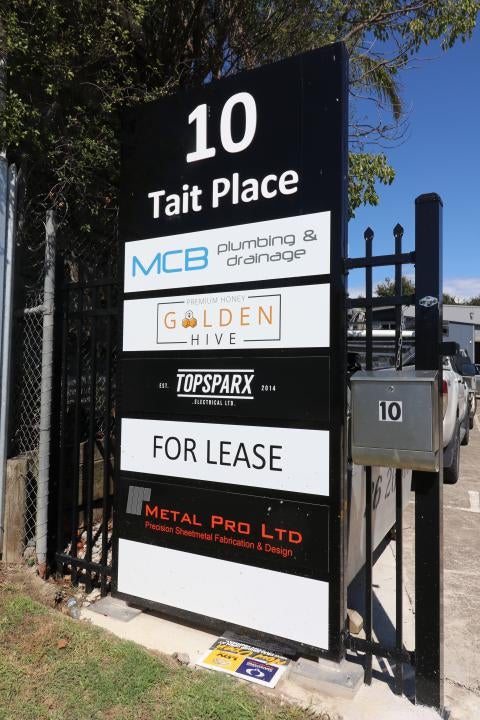 10
Tait Place
MCB plumbing &
drainage
PREMIUM HONEY
GOLDEN
HIVE
EST. TOPSPARX 2014
ELECTRICAL LTD.
FOR LEASE
METAL PRO LTD
Precision Sheetmetal Fabrication & Design
10